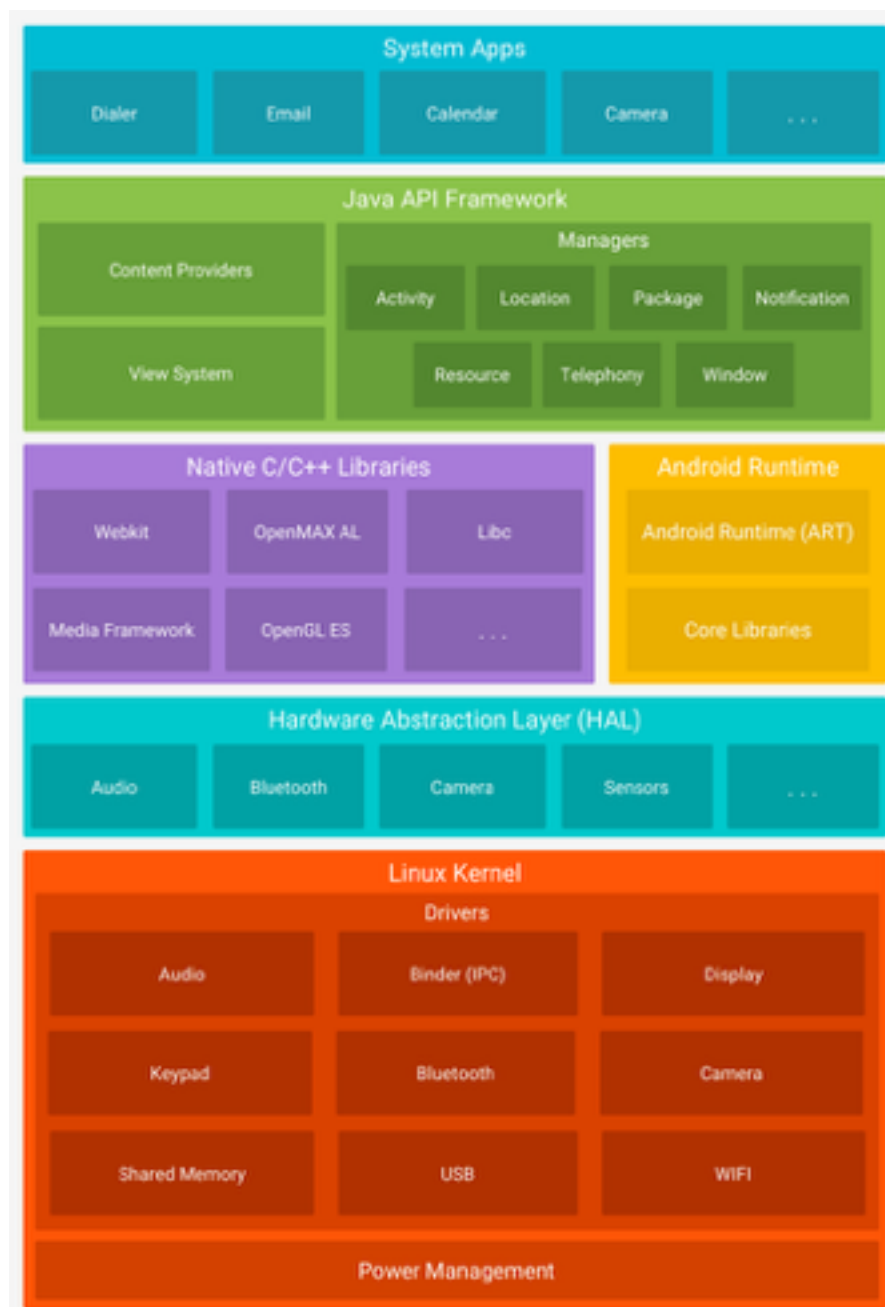 System Apps
Dialer Email Calendar Camera . . .
Java API Framework
Content Providers
View System
Managers
Activity Location Package Notification
Resource Telephony Window
Native C/C++ Libraries
Webkit OpenMAX AL Libc
Media Framework OpenGL ES . . .
Android Runtime
Android Runtime (ART)
Core Libraries
Hardware Abstraction Layer (HAL)
Audio Bluetooth Camera Sensors . . .
Linux Kernel
Drivers
Audio Binder (IPC) Display
Keypad Bluetooth Camera
Shared Memory USB WIFI
Power Management